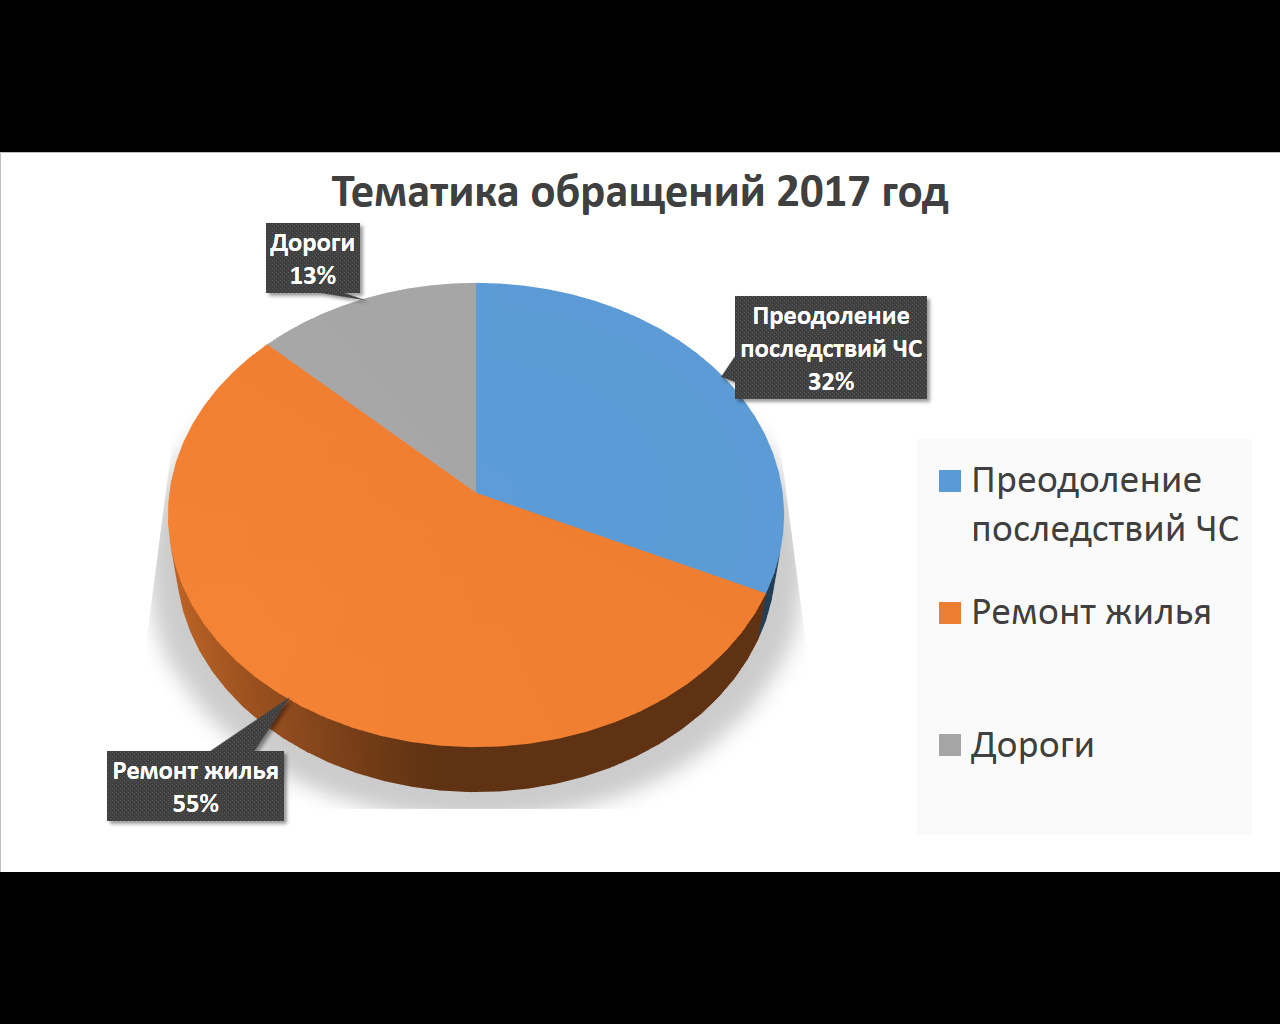 Тематика обращений 2017 год
Дороги
13%
Преодоление
последствий ЧС
32%
Преодоление
последствий ЧС
Ремонт жилья
Дороги
Ремонт жилья
55%